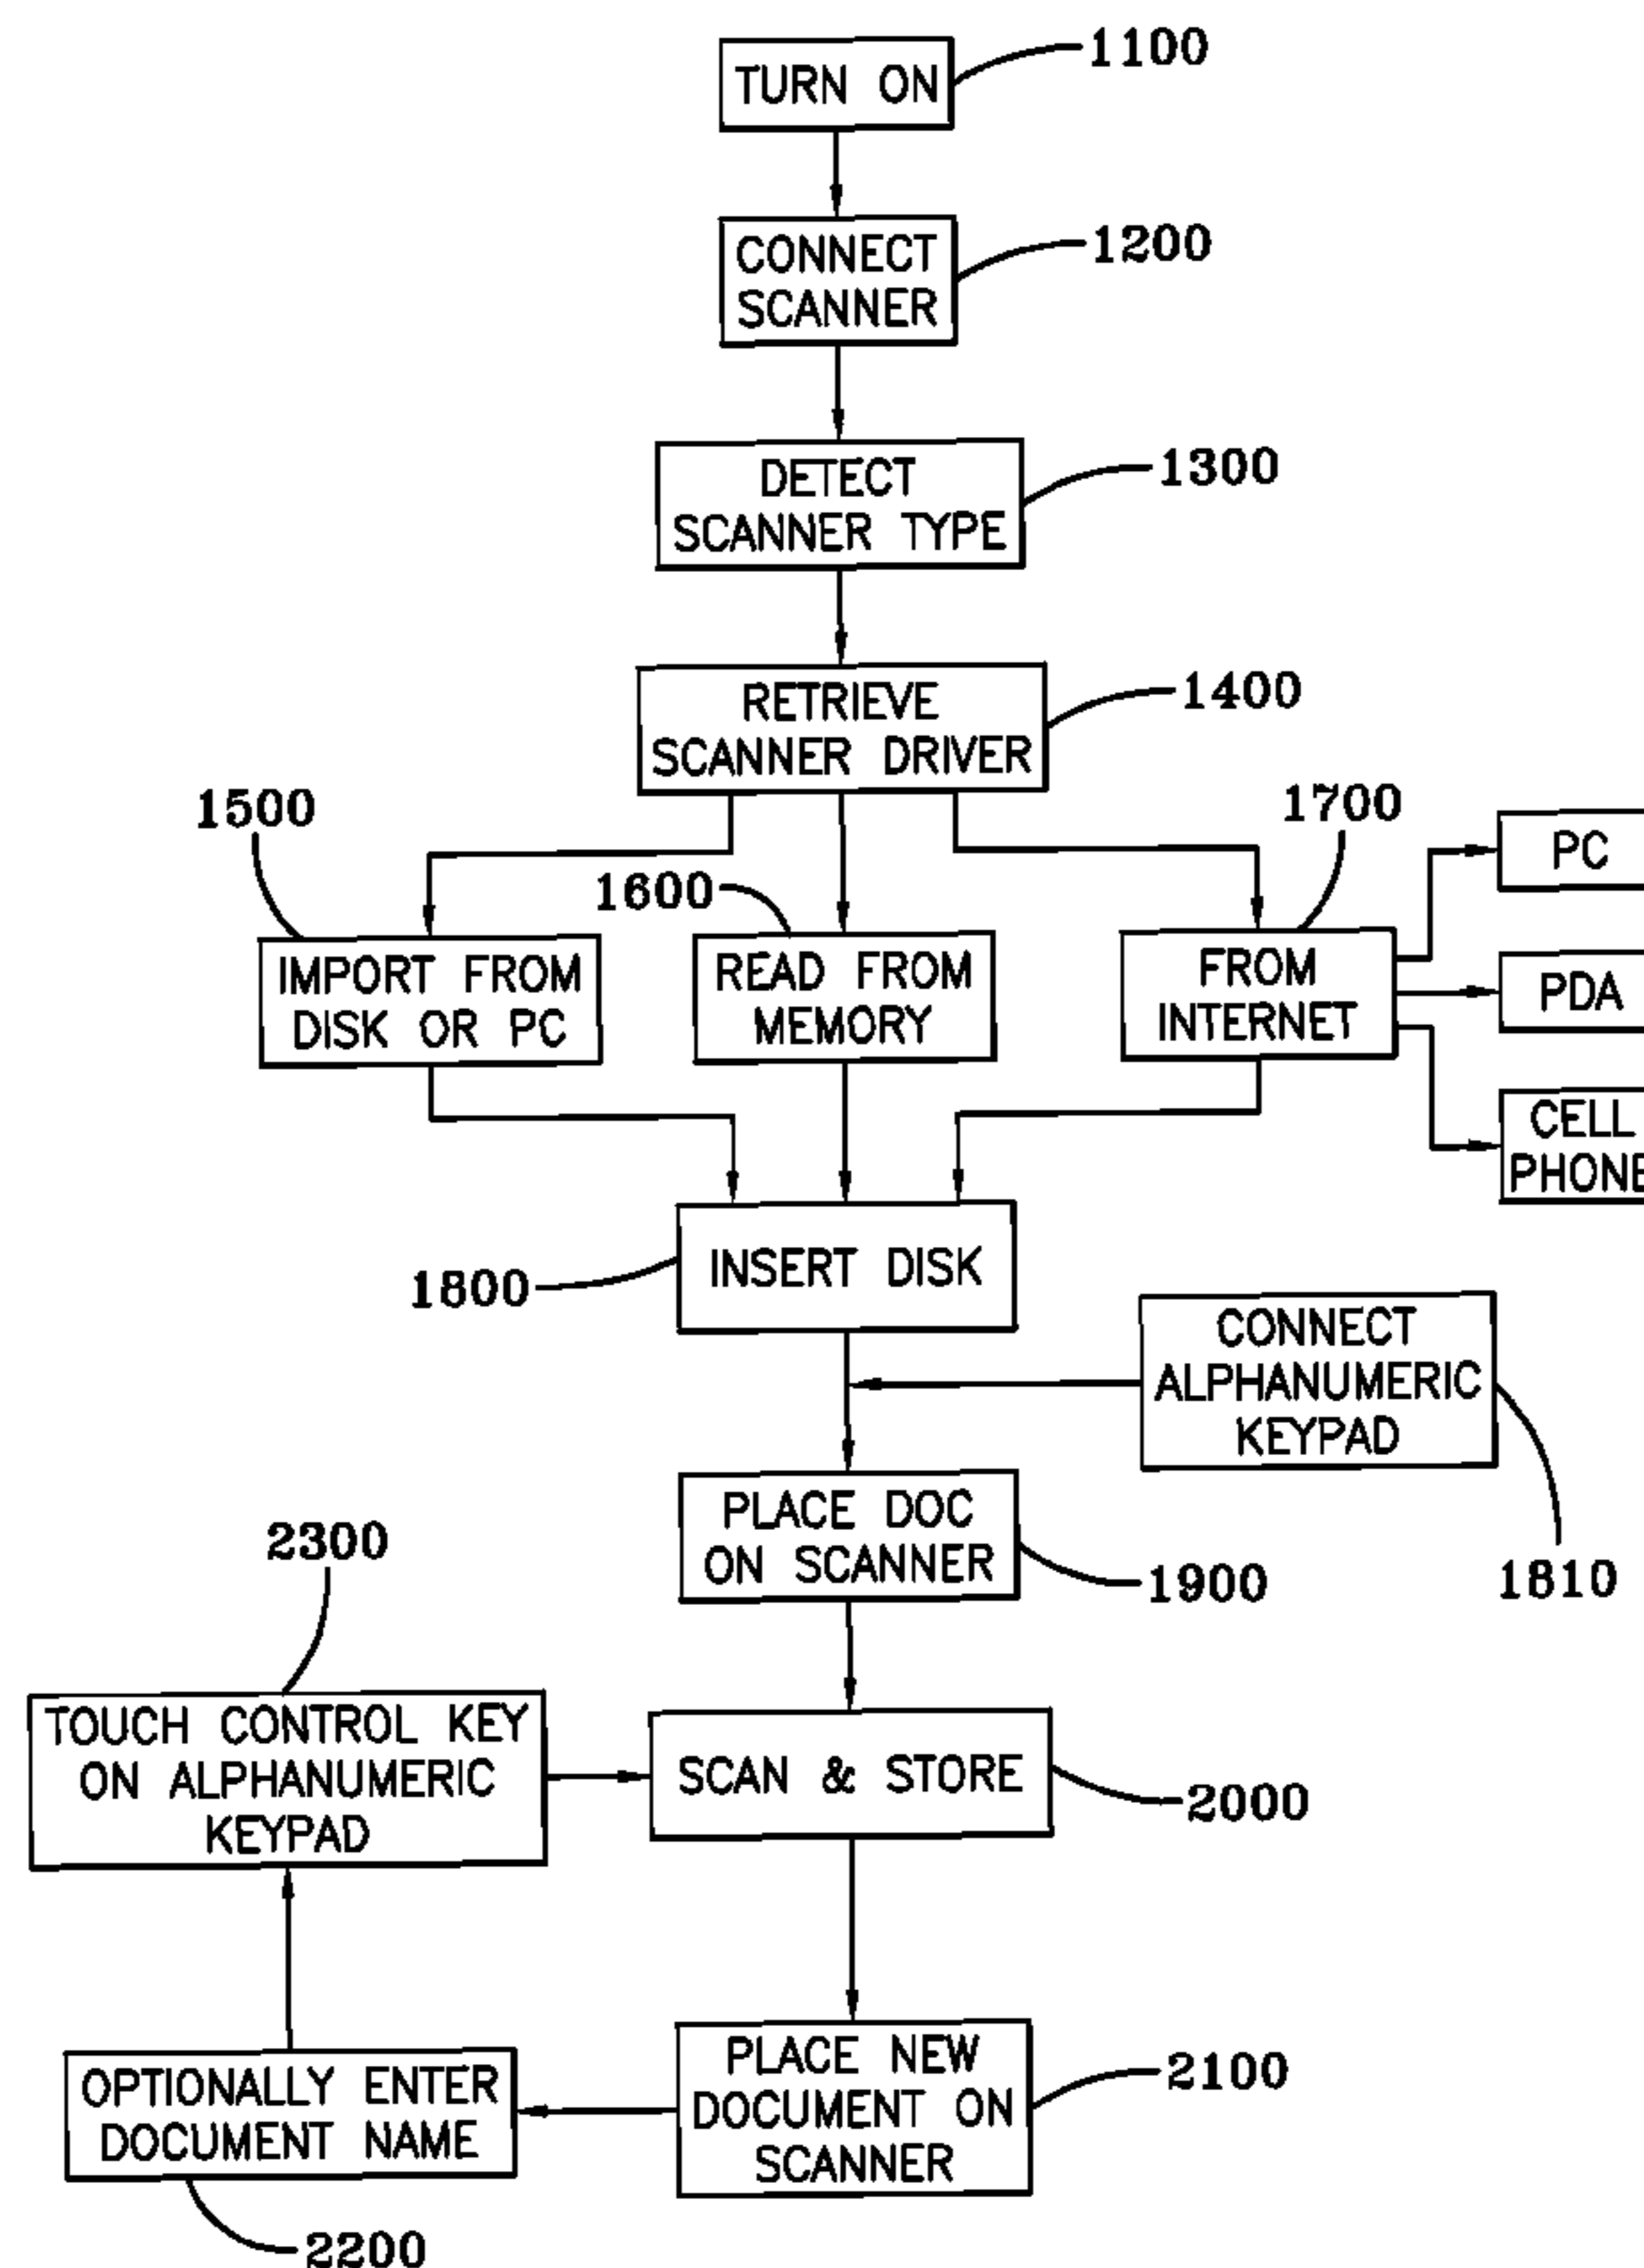 TURN ON
1100
CONNECT
SCANNER
1200
DETECT
SCANNER TYPE
1300
RETRIEVE
SCANNER DRIVER
1400
1500
IMPORT FROM
DISK OR PC
1600
READ FROM
MEMORY
1700
FROM
INTERNET
PC
PDA
CELL
PHONE
INSERT DISK
1800
CONNECT
ALPHANUMERIC
KEYPAD
1810
PLACE DOC
ON SCANNER
1900
2300
TOUCH CONTROL KEY
ON ALPHANUMERIC
KEYPAD
SCAN & STORE
2000
PLACE NEW
DOCUMENT ON
SCANNER
2100
OPTIONALLY ENTER
DOCUMENT NAME
2200